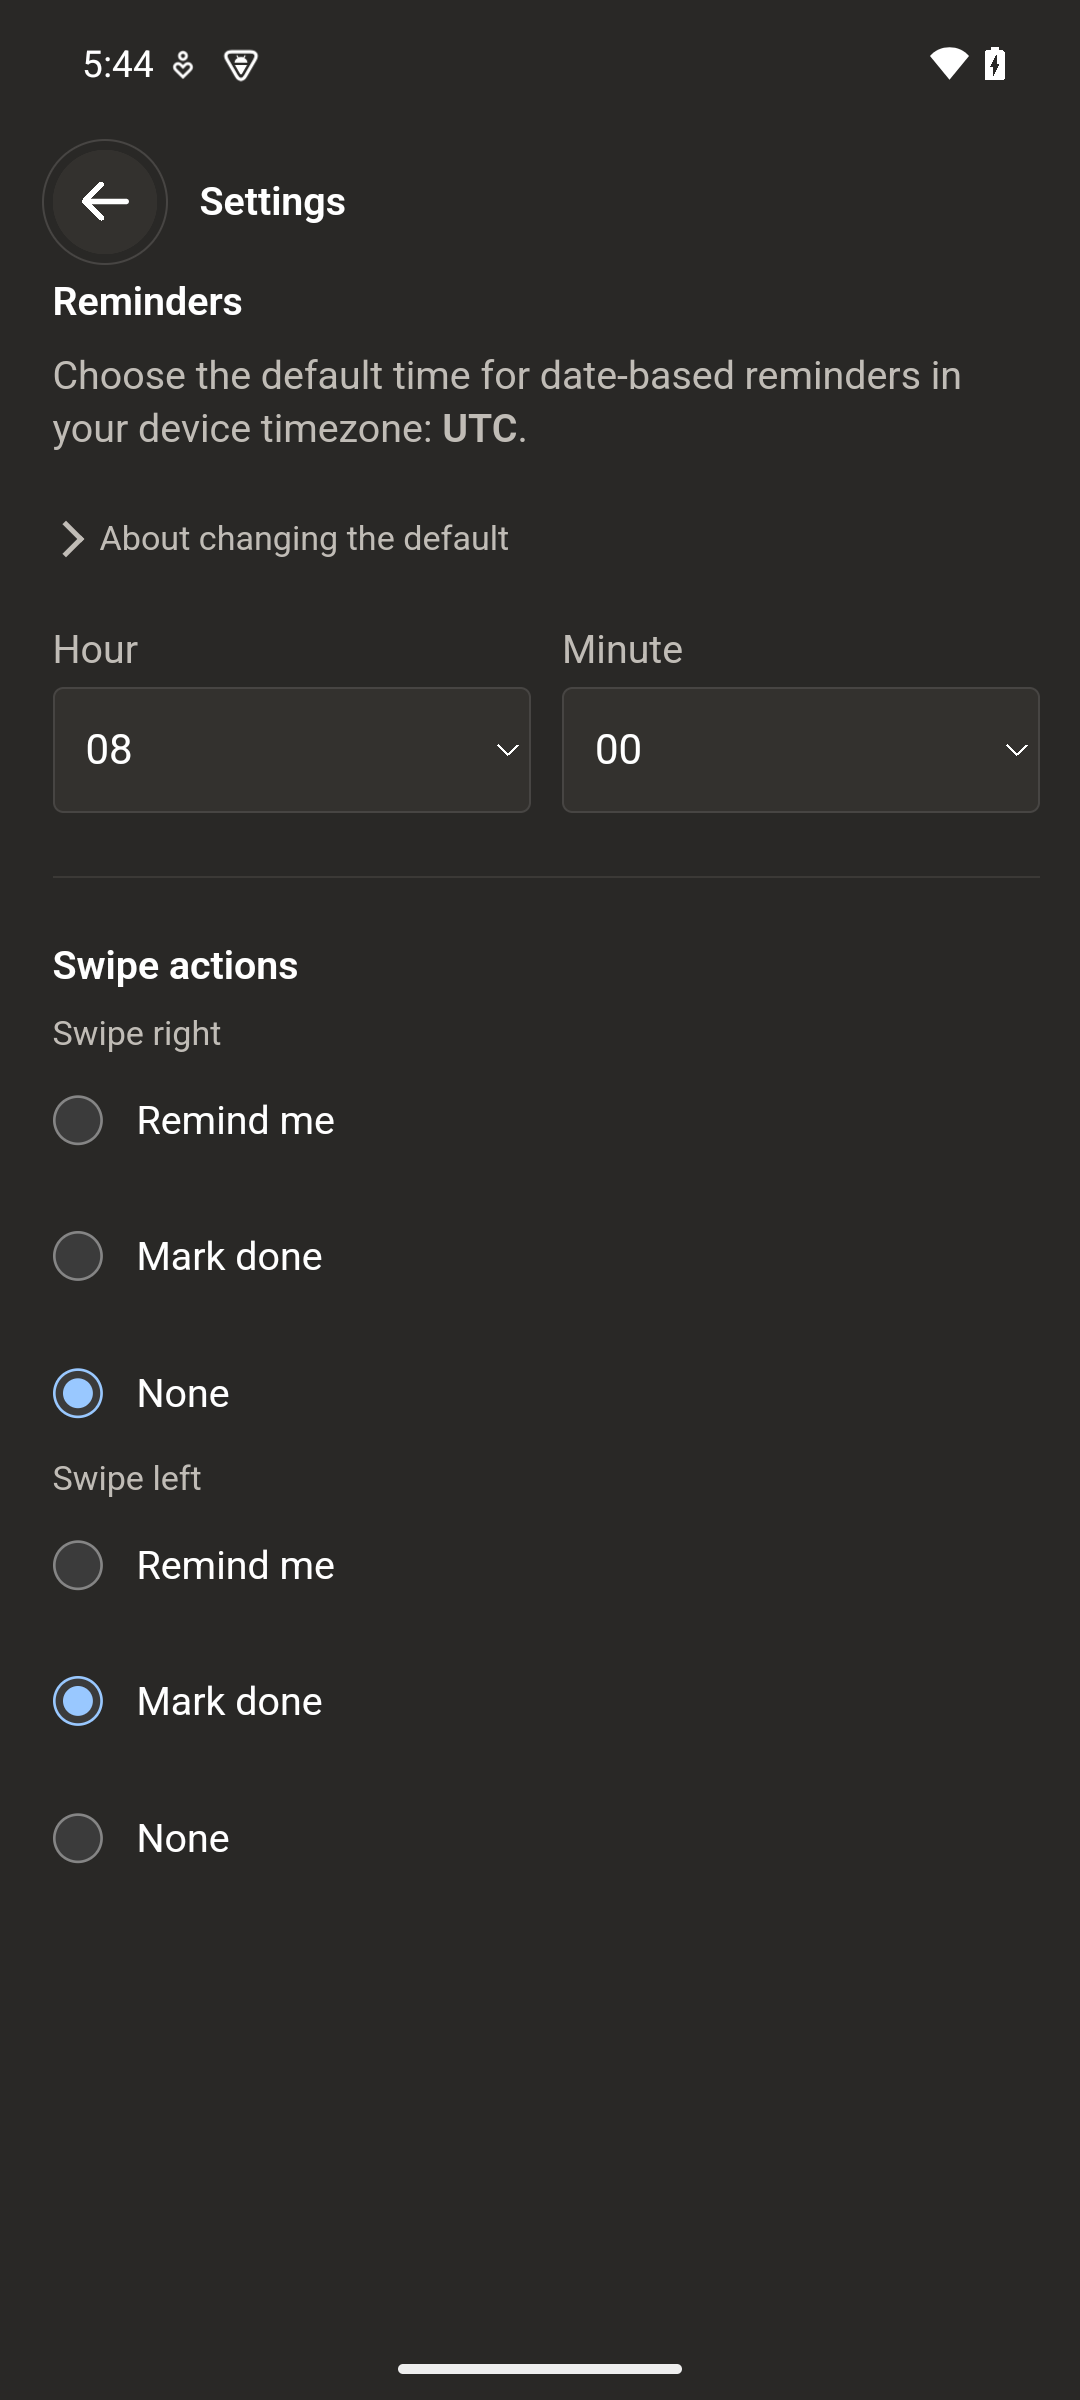 5:44
Settings
Reminders
Choose the default time for date-based reminders in
your device timezone: UTC.
About changing the default
Hour
Minute
08
00
Swipe actions
Swipe right
Remind me
Mark done
None
Swipe left
Remind me
Mark done
None